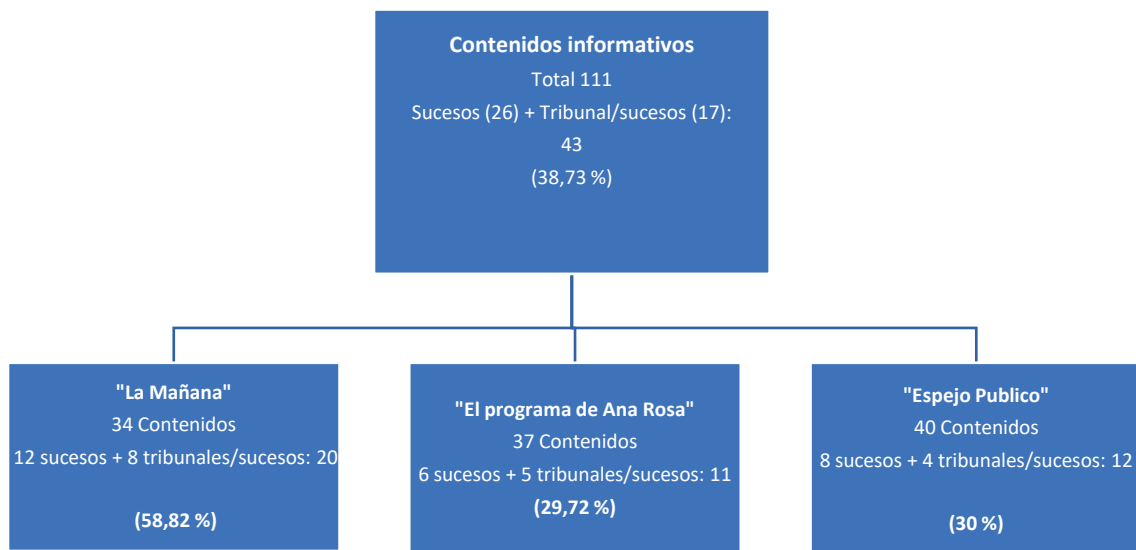 Contenidos informativos
Total 111
Sucesos (26) + Tribunal/sucesos (17):
43
(38,73 %)
"La Mañana"
34 Contenidos
12 sucesos + 8 tribunales/sucesos: 20
(58,82 %)
"El programa de Ana Rosa"
37 Contenidos
6 sucesos + 5 tribunales/sucesos: 11
(29,72 %)
"Espejo Publico"
40 Contenidos
8 sucesos + 4 tribunales/sucesos: 12
(30 %)